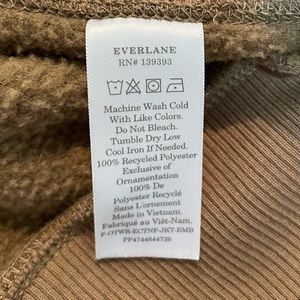 EVERLANE
RN# 139393
Machine Wash Cold
With Like Colors.
Do Not Bleach.
Tumble Dry Low
Cool Iron If Needed.
100% Recycled Polyester
Exclusive of
Ornamentation
100% De
Polyester Recyclé
Sans L'ornement
Made in Vietnam.
Fabriqué au Viêt-Nam.
F-OTWR-ECTNF-JKT-BMB
PP4744844726